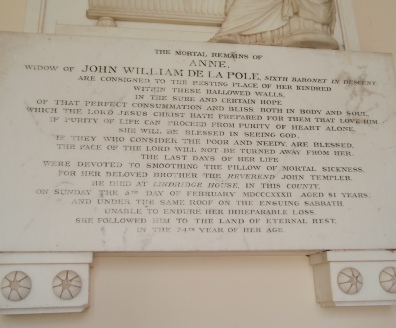 THE MORTAL REMAINS OF
ANNE,
WIDOW OF JOHN WILLIAM DE LA POLE, SIXTH BARONET IN DESCENT
ARE CONSIGNED TO THE RESTING PLACE OF HER KINDRED
WITHIN THESE HALLOWED WALLS,
IN THE SURE AND CERTAIN HOPE
OF THAT PERFECT CONSUMMATION AND BLISS, BOTH IN BODY AND SOUL,
WHICH THE LORD JESUS CHRIST HATH PREPARED FOR THEM THAT LOVE HIM.
IF PURITY OF LIFE CAN PROCEED FROM PURITY OF HEART ALONE,
SHE WILL BE BLESSED IN SEEING GOD.
IF THEY WHO CONSIDER THE POOR AND NEEDY, ARE BLESSED,
THE FACE OF THE LORD WILL NOT BE TURNED AWAY FROM HER.
THE LAST DAYS OF HER LIFE
WERE DEVOTED TO SMOOTHING THE PILLOW OF MORTAL SICKNESS,
FOR HER BELOVED BROTHER THE REVEREND JOHN TEMPLER.
HE DIED AT LINDRIDGE HOUSE, IN THIS COUNTY,
ON SUNDAY THE 5TH DAY OF FEBRUARY MDCCCXXXII AGED 81 YEARS.
AND UNDER THE SAME ROOF ON THE ENSUING SABBATH,
UNABLE TO ENDURE HER IRREPARABLE LOSS,
SHE FOLLOWED HIM TO THE LAND OF ETERNAL REST,
IN THE 74TH YEAR OF HER AGE.